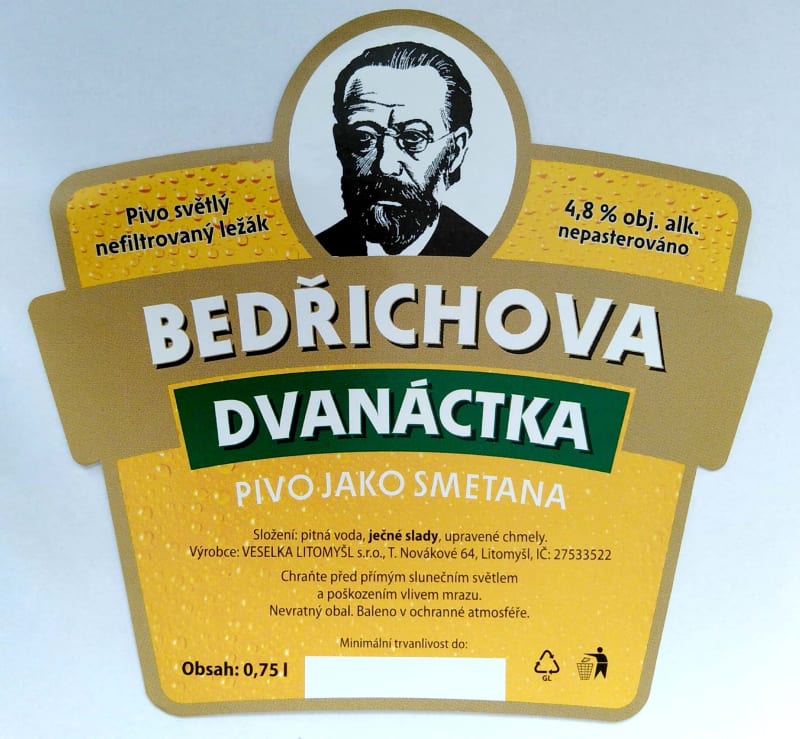 Pivo světlý
nefiltrovaný ležák
4,8 % obj. alk.
nepasterováno
BEDŘICHOVA
DVANÁCTKA
PIVO JAKO SMETANA
Složení: pitná voda, ječné slady, upravené chmely.
Výrobce: VESELKA LITOMYŠL s.r.o., T. Novákové 64, Litomyšl, IČ: 27533522
Chraňte před přímým slunečním světlem
a poškozením vlivem mrazu.
Nevratný obal. Baleno v ochranné atmosféře.
Minimální trvanlivost do:
Obsah: 0,75 l
GL